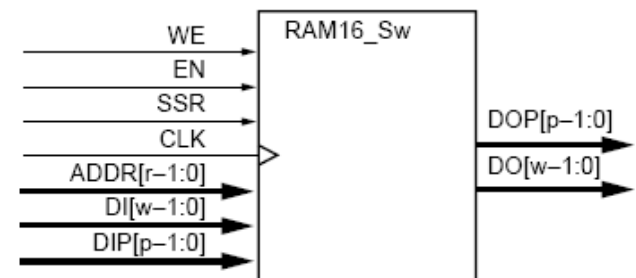 WE
RAM16_Sw
EN
SSR
CLK
DOP[p–1:0]
ADDR[r–1:0]
DO[w–1:0]
DI[w–1:0]
DIP[p–1:0]